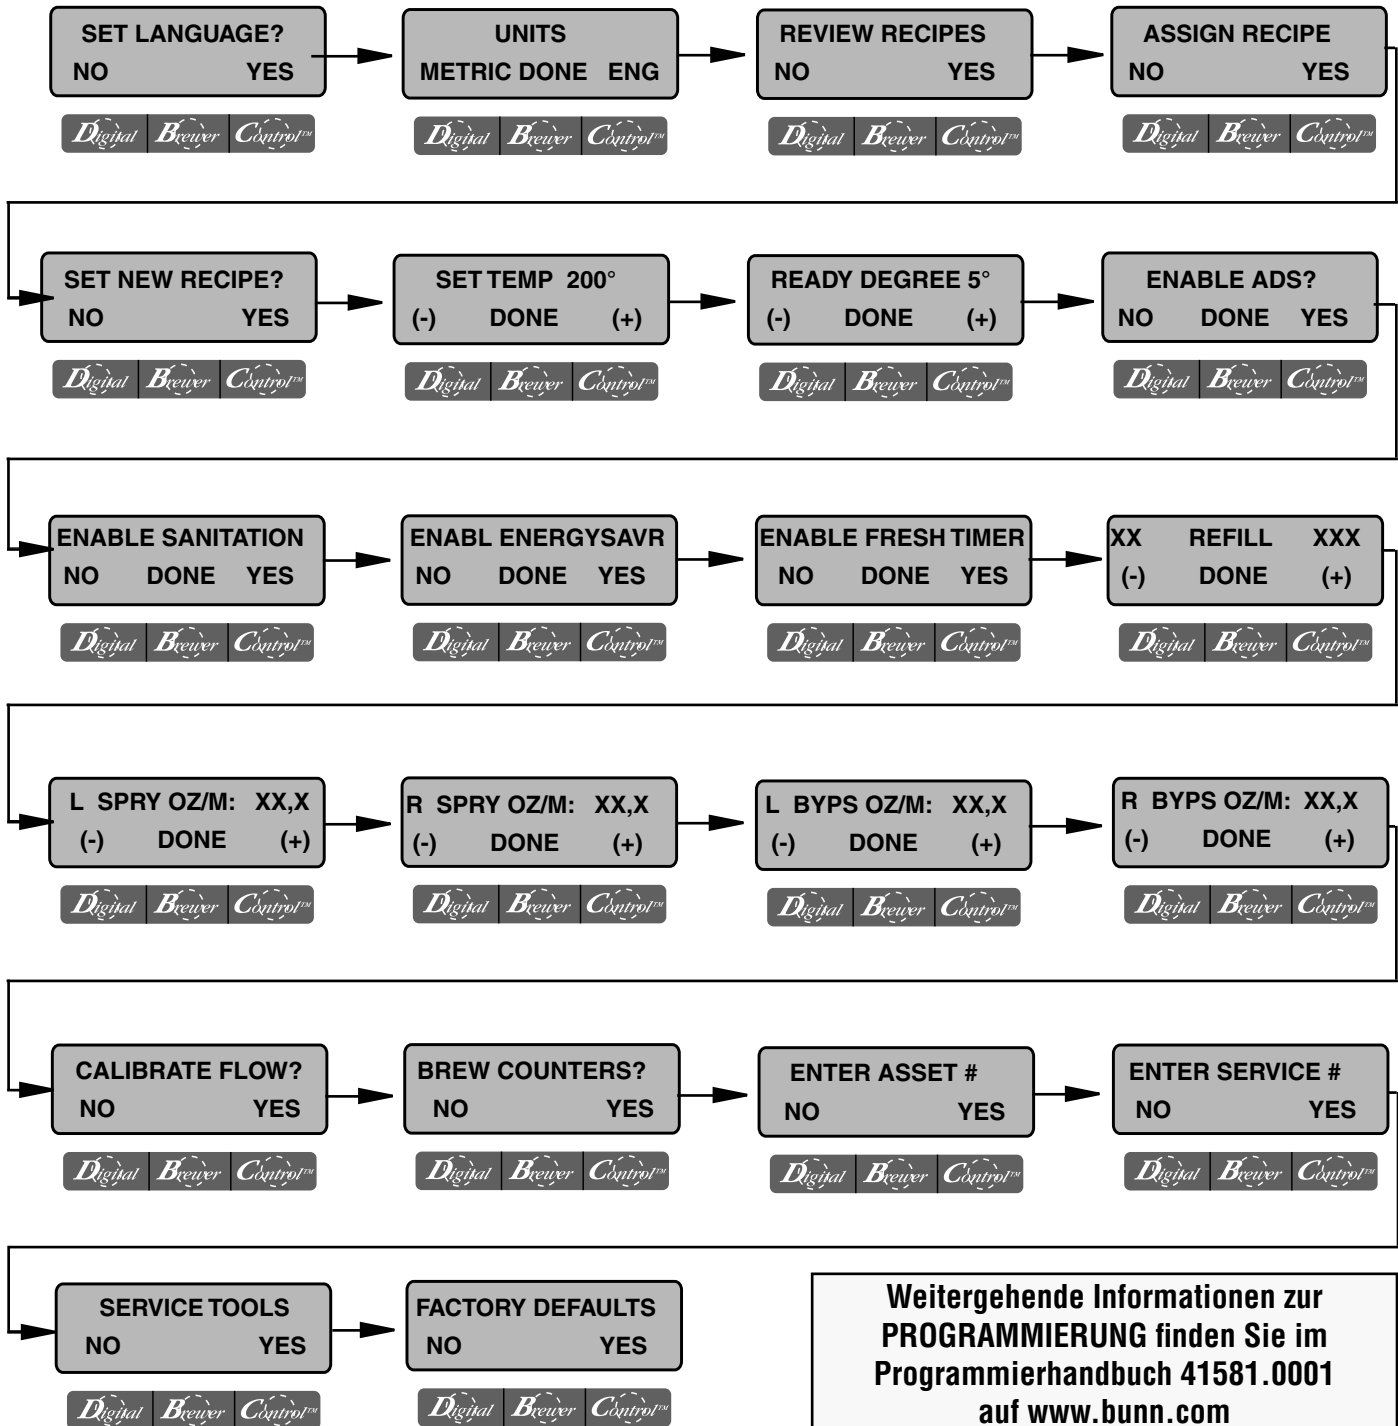 SET LANGUAGE?
NO YES
Digital Brewer Control™
UNITS
METRIC DONE ENG
Digital Brewer Control™
REVIEW RECIPES
NO YES
Digital Brewer Control™
ASSIGN RECIPE
NO YES
Digital Brewer Control™
SET NEW RECIPE?
NO YES
Digital Brewer Control™
SET TEMP 200°
(-) DONE (+)
Digital Brewer Control™
READY DEGREE 5°
(-) DONE (+)
Digital Brewer Control™
ENABLE ADS?
NO DONE YES
Digital Brewer Control™
ENABLE SANITATION
NO DONE YES
Digital Brewer Control™
ENABL ENERGYSAVR
NO DONE YES
Digital Brewer Control™
ENABLE FRESH TIMER
NO DONE YES
Digital Brewer Control™
XX REFILL XXX
(-) DONE (+)
Digital Brewer Control™
L SPRY OZ/M: XX,X
(-) DONE (+)
Digital Brewer Control™
R SPRY OZ/M: XX,X
(-) DONE (+)
Digital Brewer Control™
L BYPS OZ/M: XX,X
(-) DONE (+)
Digital Brewer Control™
R BYPS OZ/M: XX,X
(-) DONE (+)
Digital Brewer Control™
CALIBRATE FLOW?
NO YES
Digital Brewer Control™
BREW COUNTERS?
NO YES
Digital Brewer Control™
ENTER ASSET #
NO YES
Digital Brewer Control™
ENTER SERVICE #
NO YES
Digital Brewer Control™
SERVICE TOOLS
NO YES
Digital Brewer Control™
FACTORY DEFAULTS
NO YES
Digital Brewer Control™
Weitergehende Informationen zur
PROGRAMMIERUNG finden Sie im
Programmierhandbuch 41581.0001
auf www.bunn.com